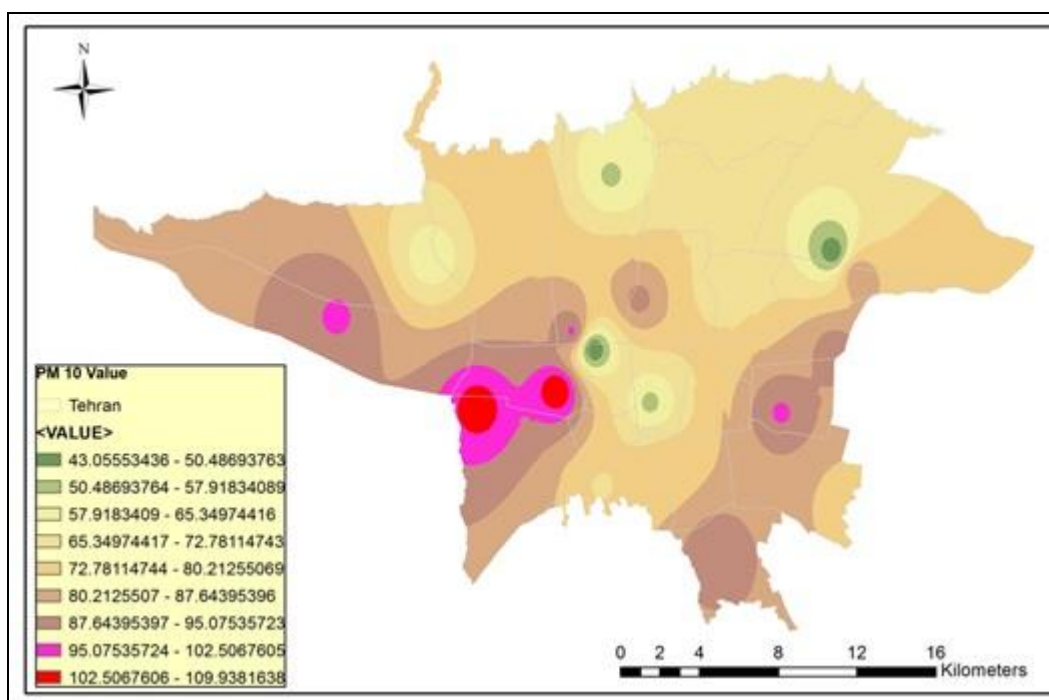 N
PM 10 Value
Tehran
<VALUE>
43.05553436 - 50.48693763
50.48693764 - 57.91834089
57.9183409 - 65.34974416
65.34974417 - 72.78114743
72.78114744 - 80.21255069
80.2125507 - 87.64395396
87.64395397 - 95.07535723
95.07535724 - 102.5067605
102.5067606 - 109.9381638
0 2 4 8 12 16
Kilometers